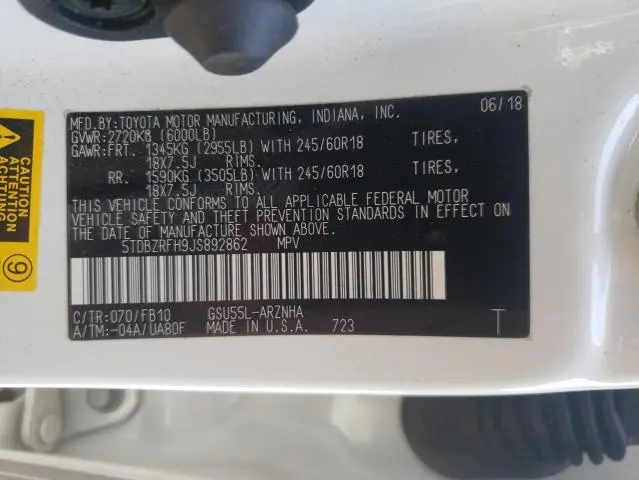 MFD.BY:TOYOTA MOTOR MANUFACTURING, INDIANA, INC. 06/18
GVWR:2720KG (6000LB)
GAWR:FRT. 1345KG (2955LB) WITH 245/60R18 TIRES,
18X7.5J RIMS.
RR. 1590KG (3505LB) WITH 245/60R18 TIRES,
18X7.5J RIMS.
THIS VEHICLE CONFORMS TO ALL APPLICABLE FEDERAL MOTOR
VEHICLE SAFETY AND THEFT PREVENTION STANDARDS IN EFFECT ON
THE DATE OF MANUFACTURE SHOWN ABOVE.
5TDBZRFH9JS892862 MPV
C/TR:070/FB10 GSU55L-ARZNHA
A/TM:-04A/UA80F MADE IN U.S.A. 723 T
CAUTION
ATTENTION
9